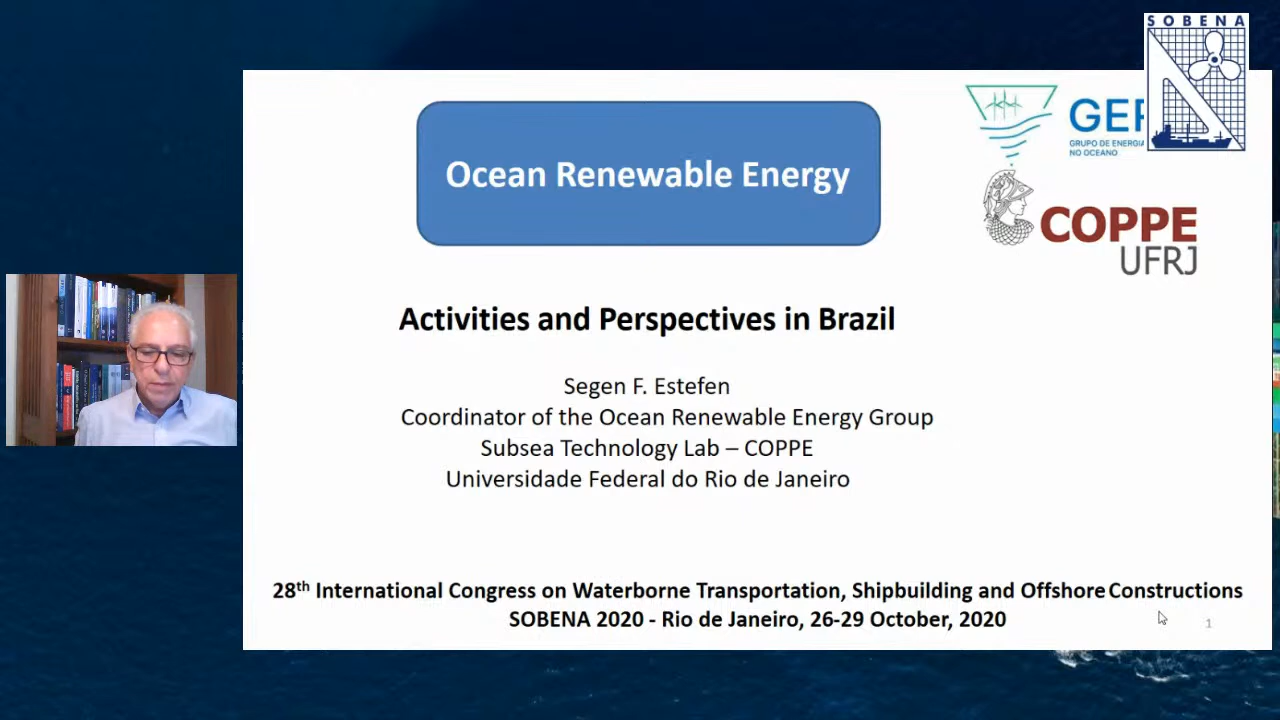 SOBENA
GER
GRUPO DE ENERGIA
NO OCEANO
Ocean Renewable Energy
COPPE
UFRJ
Activities and Perspectives in Brazil
Segen F. Estefen
Coordinator of the Ocean Renewable Energy Group
Subsea Technology Lab – COPPE
Universidade Federal do Rio de Janeiro
28th International Congress on Waterborne Transportation, Shipbuilding and Offshore Constructions
SOBENA 2020 - Rio de Janeiro, 26-29 October, 2020
1